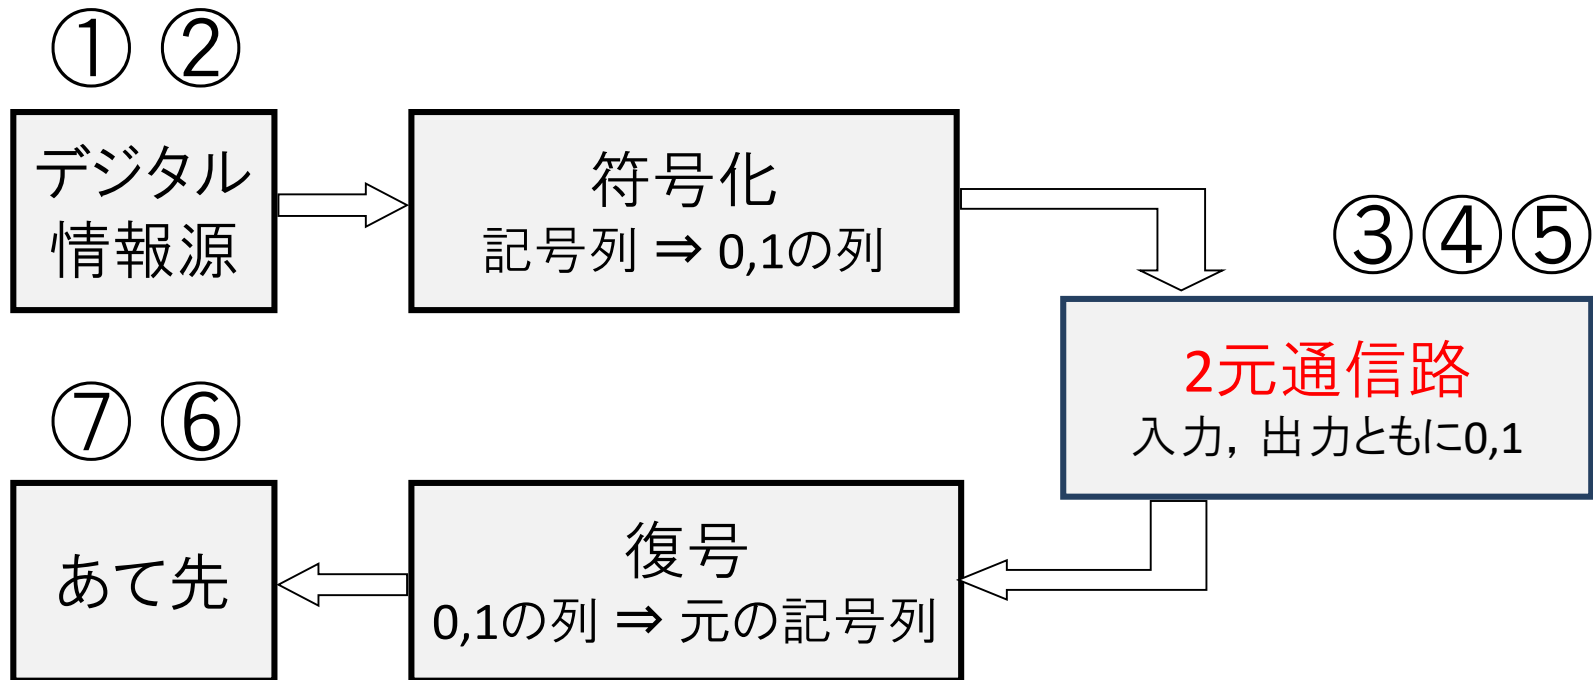 ① ②
デジタル
情報源
符号化
記号列 ⇒ 0,1の列
③④⑤
2元通信路
入力，出力ともに0,1
⑦ ⑥
あて先
復号
0,1の列 ⇒ 元の記号列